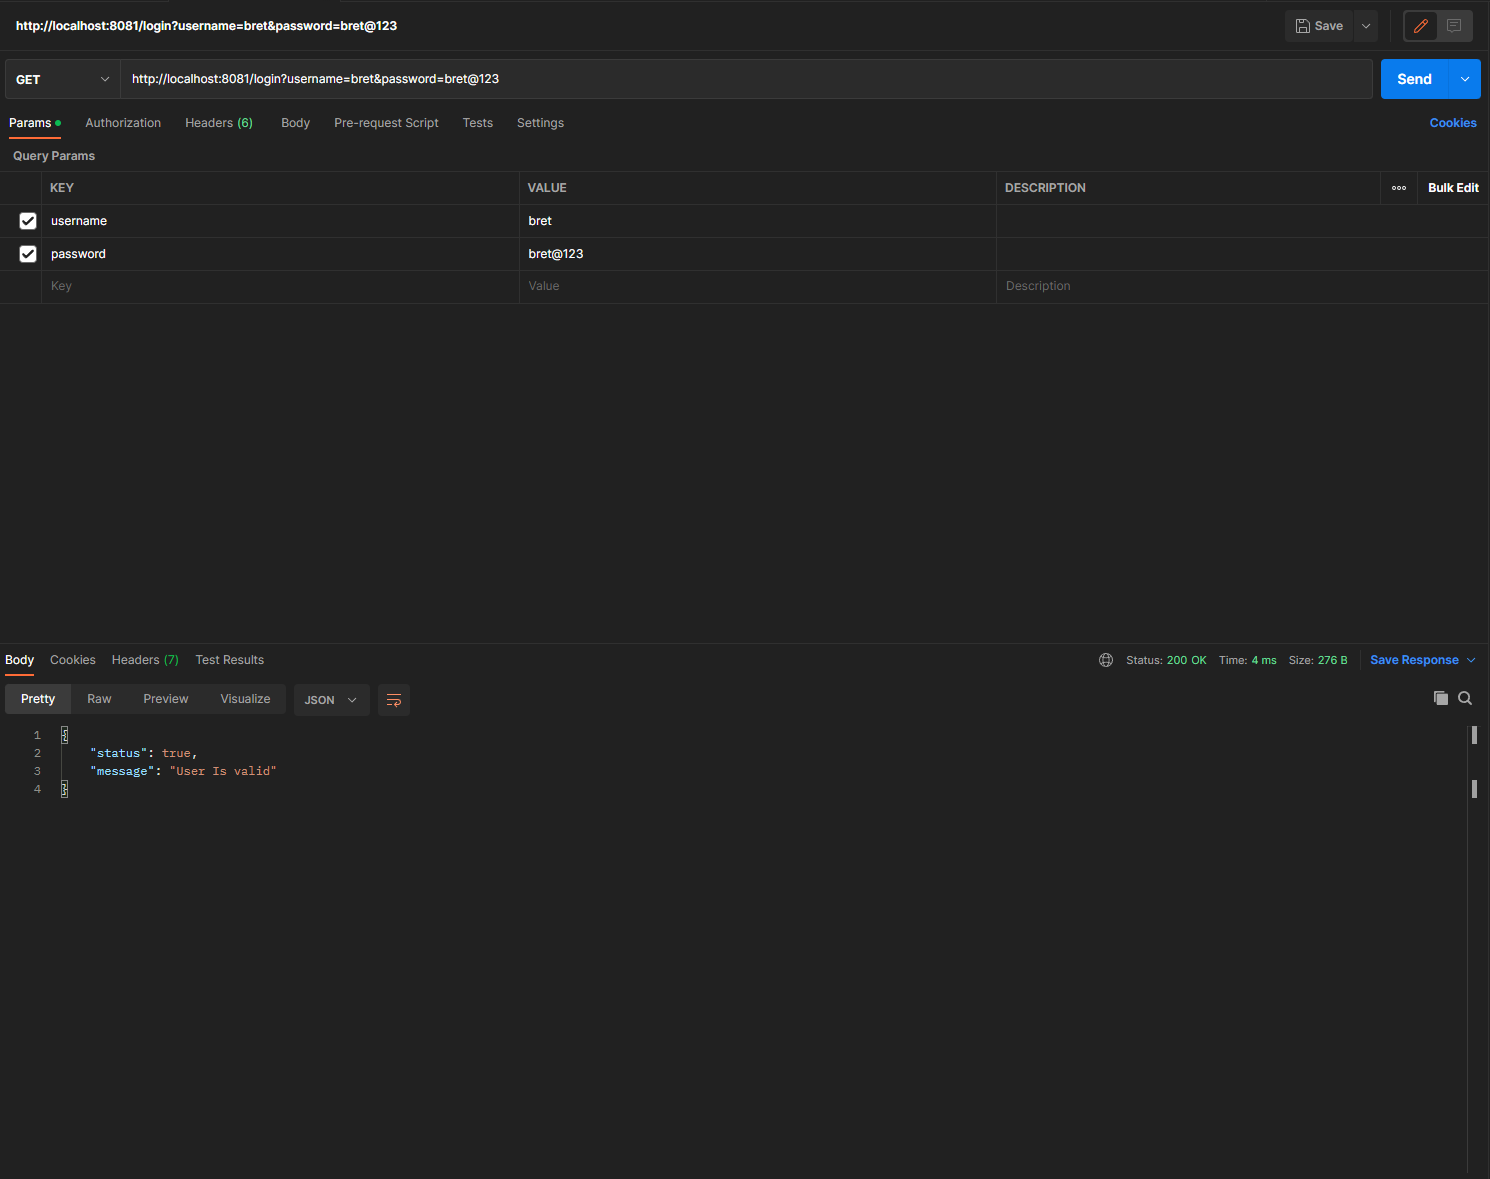 http://localhost:8081/login?username=bret&password=bret@123 Save
GET http://localhost:8081/login?username=bret&password=bret@123 Send
Params Authorization Headers (6) Body Pre-request Script Tests Settings Cookies
Query Params
KEY VALUE DESCRIPTION Bulk Edit
username bret
password bret@123
Key Value Description
Body Cookies Headers (7) Test Results Status: 200 OK Time: 4 ms Size: 276 B Save Response
Pretty Raw Preview Visualize JSON
1 {
2 "status": true,
3 "message": "User Is valid"
4 }